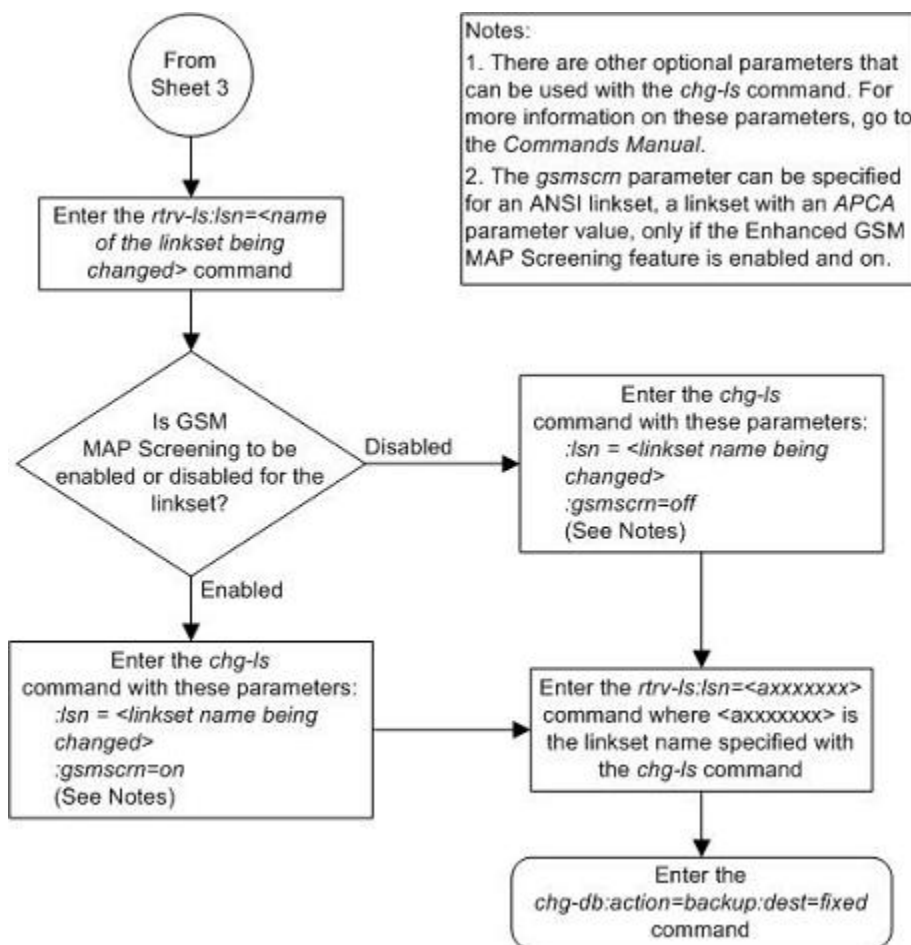 From
Sheet 3
Notes:
1. There are other optional parameters that
can be used with the chg-ls command. For
more information on these parameters, go to
the Commands Manual.
2. The gsmscrn parameter can be specified
for an ANSI linkset, a linkset with an APCA
parameter value, only if the Enhanced GSM
MAP Screening feature is enabled and on.
Enter the rtrv-ls:lsn=<name
of the linkset being
changed> command
Is GSM
MAP Screening to be
enabled or disabled for the
linkset?
Disabled
Enter the chg-ls
command with these parameters:
:lsn = <linkset name being
changed>
:gsmscrn=off
(See Notes)
Enabled
Enter the chg-ls
command with these parameters:
:lsn = <linkset name being
changed>
:gsmscrn=on
(See Notes)
Enter the rtrv-ls:lsn=<axxxxxxx>
command where <axxxxxxx> is
the linkset name specified with
the chg-ls command
Enter the
chg-db:action=backup:dest=fixed
command